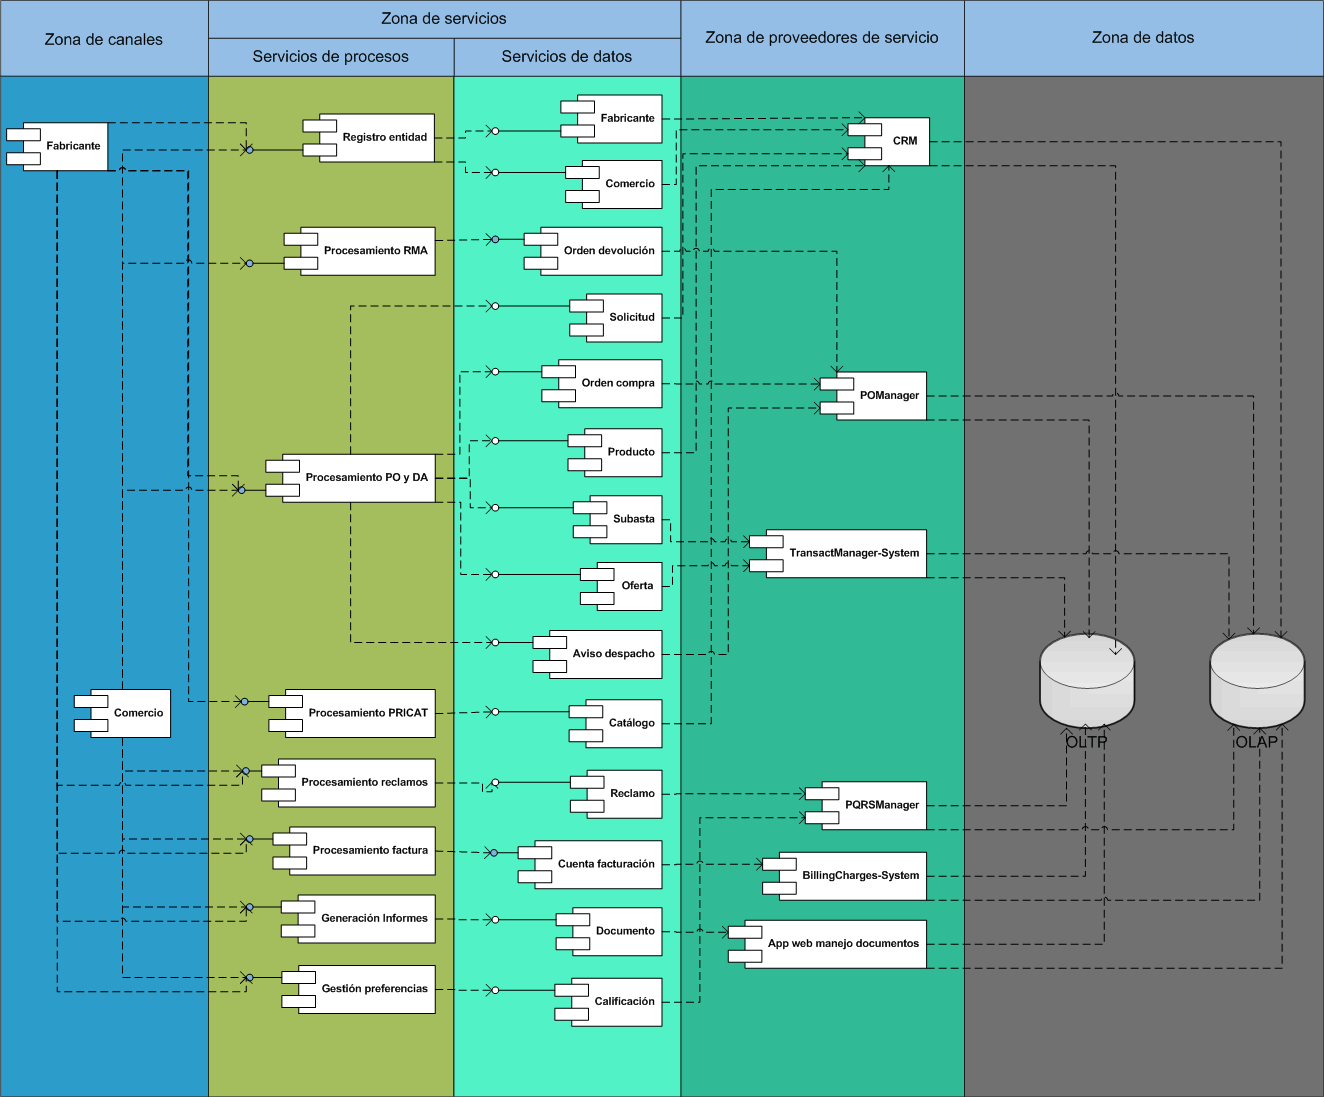 Zona de canales
Zona de servicios
Servicios de procesos
Servicios de datos
Zona de proveedores de servicio
Zona de datos
Fabricante
Comercio
Registro entidad
Procesamiento RMA
Procesamiento PO y DA
Procesamiento PRICAT
Procesamiento reclamos
Procesamiento factura
Generación Informes
Gestión preferencias
Fabricante
Comercio
Orden devolución
Solicitud
Orden compra
Producto
Subasta
Oferta
Aviso despacho
Catálogo
Reclamo
Cuenta facturación
Documento
Calificación
CRM
POManager
TransactManager-System
PQRSManager
BillingCharges-System
App web manejo documentos
OLTP
OLAP